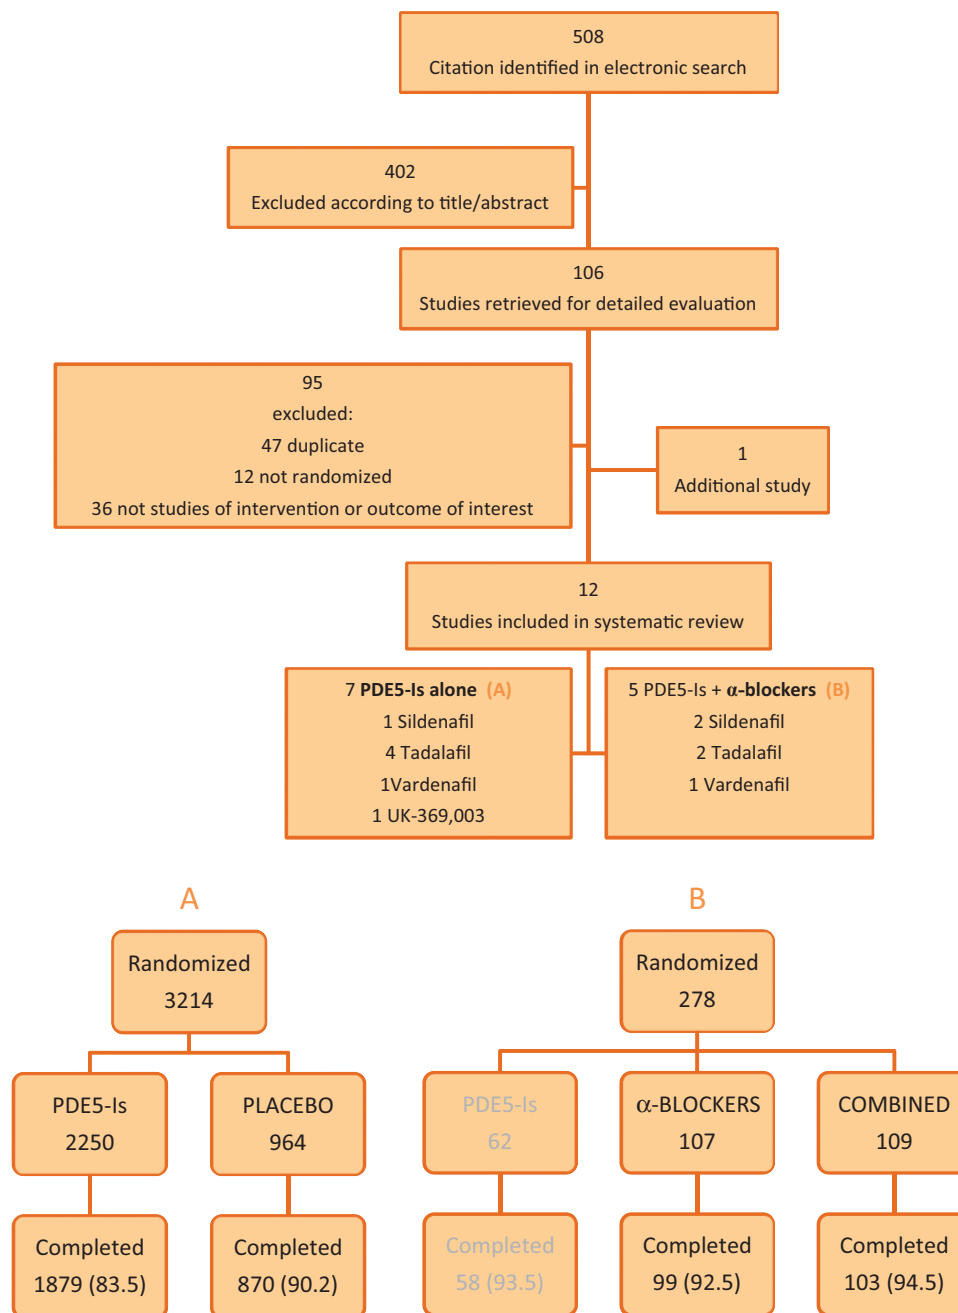 508
Citation identified in electronic search
402
Excluded according to title/abstract
106
Studies retrieved for detailed evaluation
95
excluded:
47 duplicate
12 not randomized
36 not studies of intervention or outcome of interest
1
Additional study
12
Studies included in systematic review
7 PDE5-Is alone (A)
1 Sildenafil
4 Tadalafil
1Vardenafil
1 UK-369,003
5 PDE5-Is + α-blockers (B)
2 Sildenafil
2 Tadalafil
1 Vardenafil
A
Randomized
3214
PDE5-Is
2250
PLACEBO
964
Completed
1879 (83.5)
Completed
870 (90.2)
B
Randomized
278
PDE5-Is
62
α-BLOCKERS
107
COMBINED
109
Completed
58 (93.5)
Completed
99 (92.5)
Completed
103 (94.5)